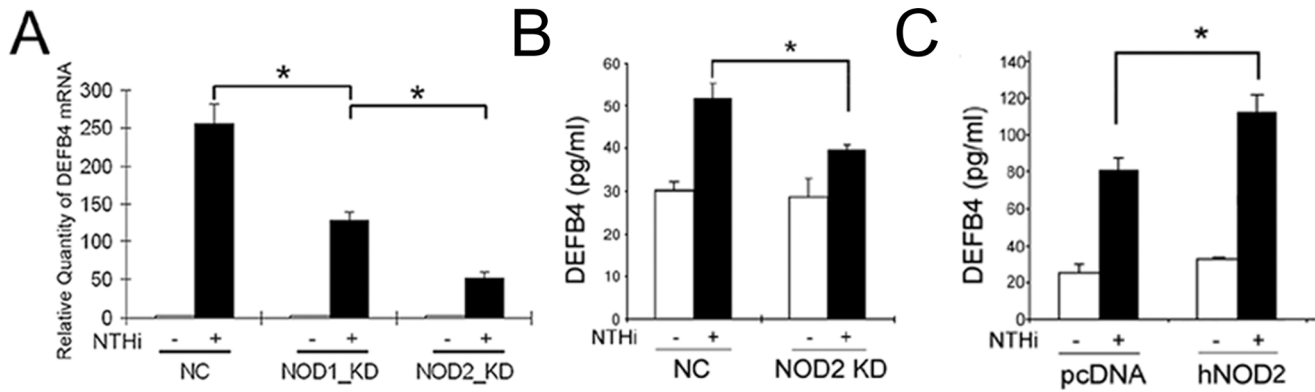 A
Relative Quantity of DEFB4 mRNA
300
250
200
150
100
50
0
*
*
NTHi - + - + - +
NC NOD1_KD NOD2_KD
B
DEFB4 (pg/ml)
60
50
40
30
20
10
0
*
NTHi - + - +
NC NOD2 KD
C
DEFB4 (pg/ml)
140
120
100
80
60
40
20
0
*
NTHi - + - +
pcDNA hNOD2